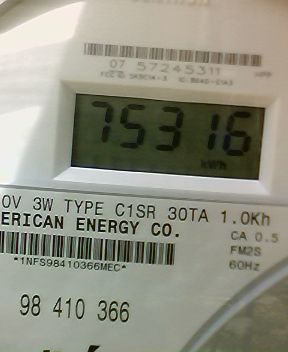 07 57245311
75316
kWh
0V 3W TYPE C1SR 30TA 1.0Kh
ERICAN ENERGY CO.
CA 0.5
FM2S
*1NFS98410366MEC*
60Hz
98 410 366